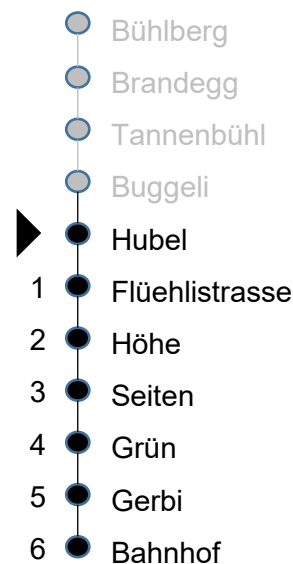 Bühlberg
Brandegg
Tannenbühl
Buggeli
Hubel
1 Flüehlistrasse
2 Höhe
3 Seiten
4 Grün
5 Gerbi
6 Bahnhof